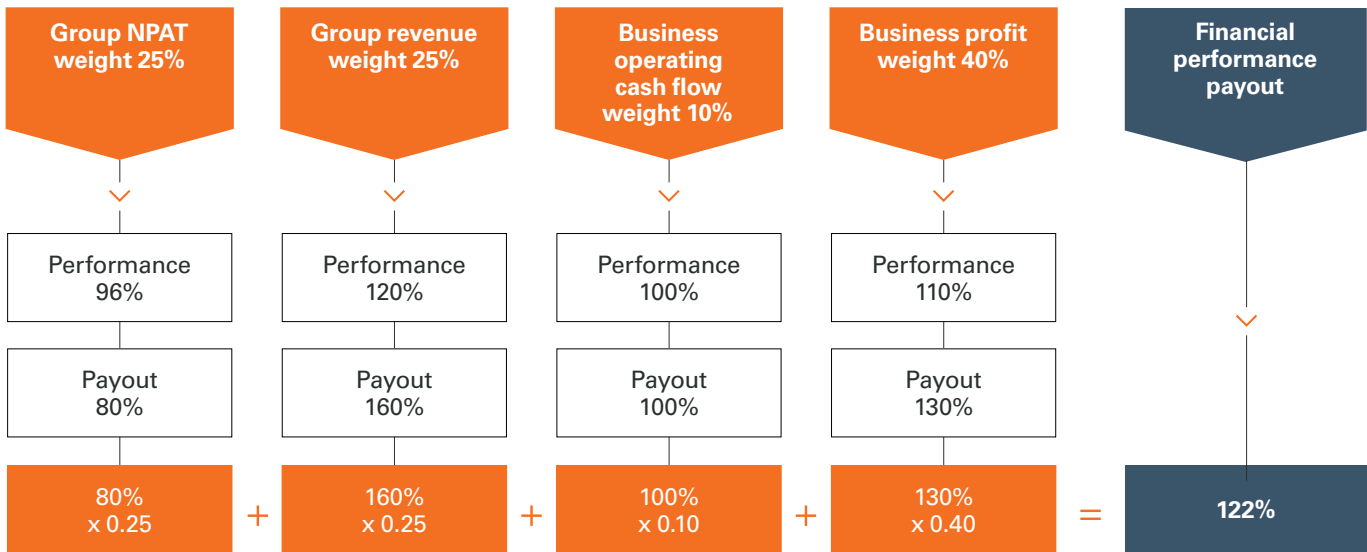 Group NPAT
weight 25%
Group revenue
weight 25%
Business
operating
cash flow
weight 10%
Business profit
weight 40%
Financial
performance
payout
Performance
96%
Performance
120%
Performance
100%
Performance
110%
Payout
80%
Payout
160%
Payout
100%
Payout
130%
80%
x 0.25
+
160%
x 0.25
+
100%
x 0.10
+
130%
x 0.40
=
122%